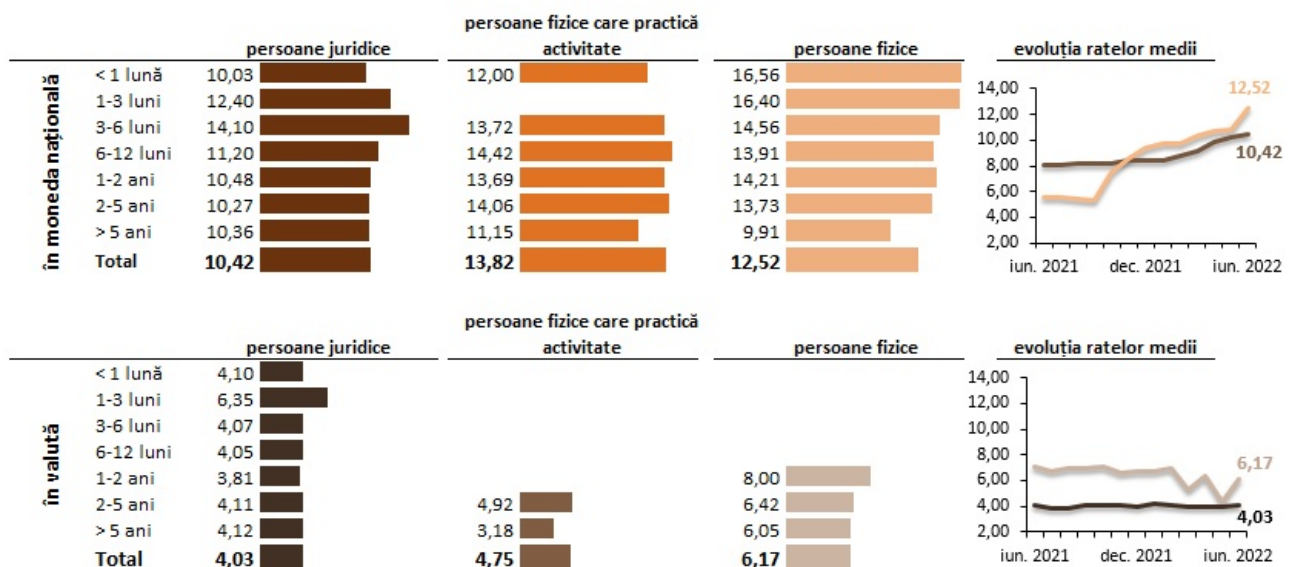 persoane fizice care practică
persoane juridice activitate persoane fizice evoluția ratelor medii
în moneda națională
< 1 lună 10,03 12,00 16,56
1-3 luni 12,40 16,40
3-6 luni 14,10 13,72 14,56
6-12 luni 11,20 14,42 13,91
1-2 ani 10,48 13,69 14,21
2-5 ani 10,27 14,06 13,73
> 5 ani 10,36 11,15 9,91
Total 10,42 13,82 12,52
14,00
12,00
10,00
8,00
6,00
4,00
2,00
12,52
10,42
iun. 2021 dec. 2021 iun. 2022
persoane fizice care practică
persoane juridice activitate persoane fizice evoluția ratelor medii
în valută
< 1 lună 4,10
1-3 luni 6,35
3-6 luni 4,07
6-12 luni 4,05
1-2 ani 3,81 8,00
2-5 ani 4,11 4,92 6,42
> 5 ani 4,12 3,18 6,05
Total 4,03 4,75 6,17
14,00
12,00
10,00
8,00
6,00
4,00
2,00
6,17
4,03
iun. 2021 dec. 2021 iun. 2022